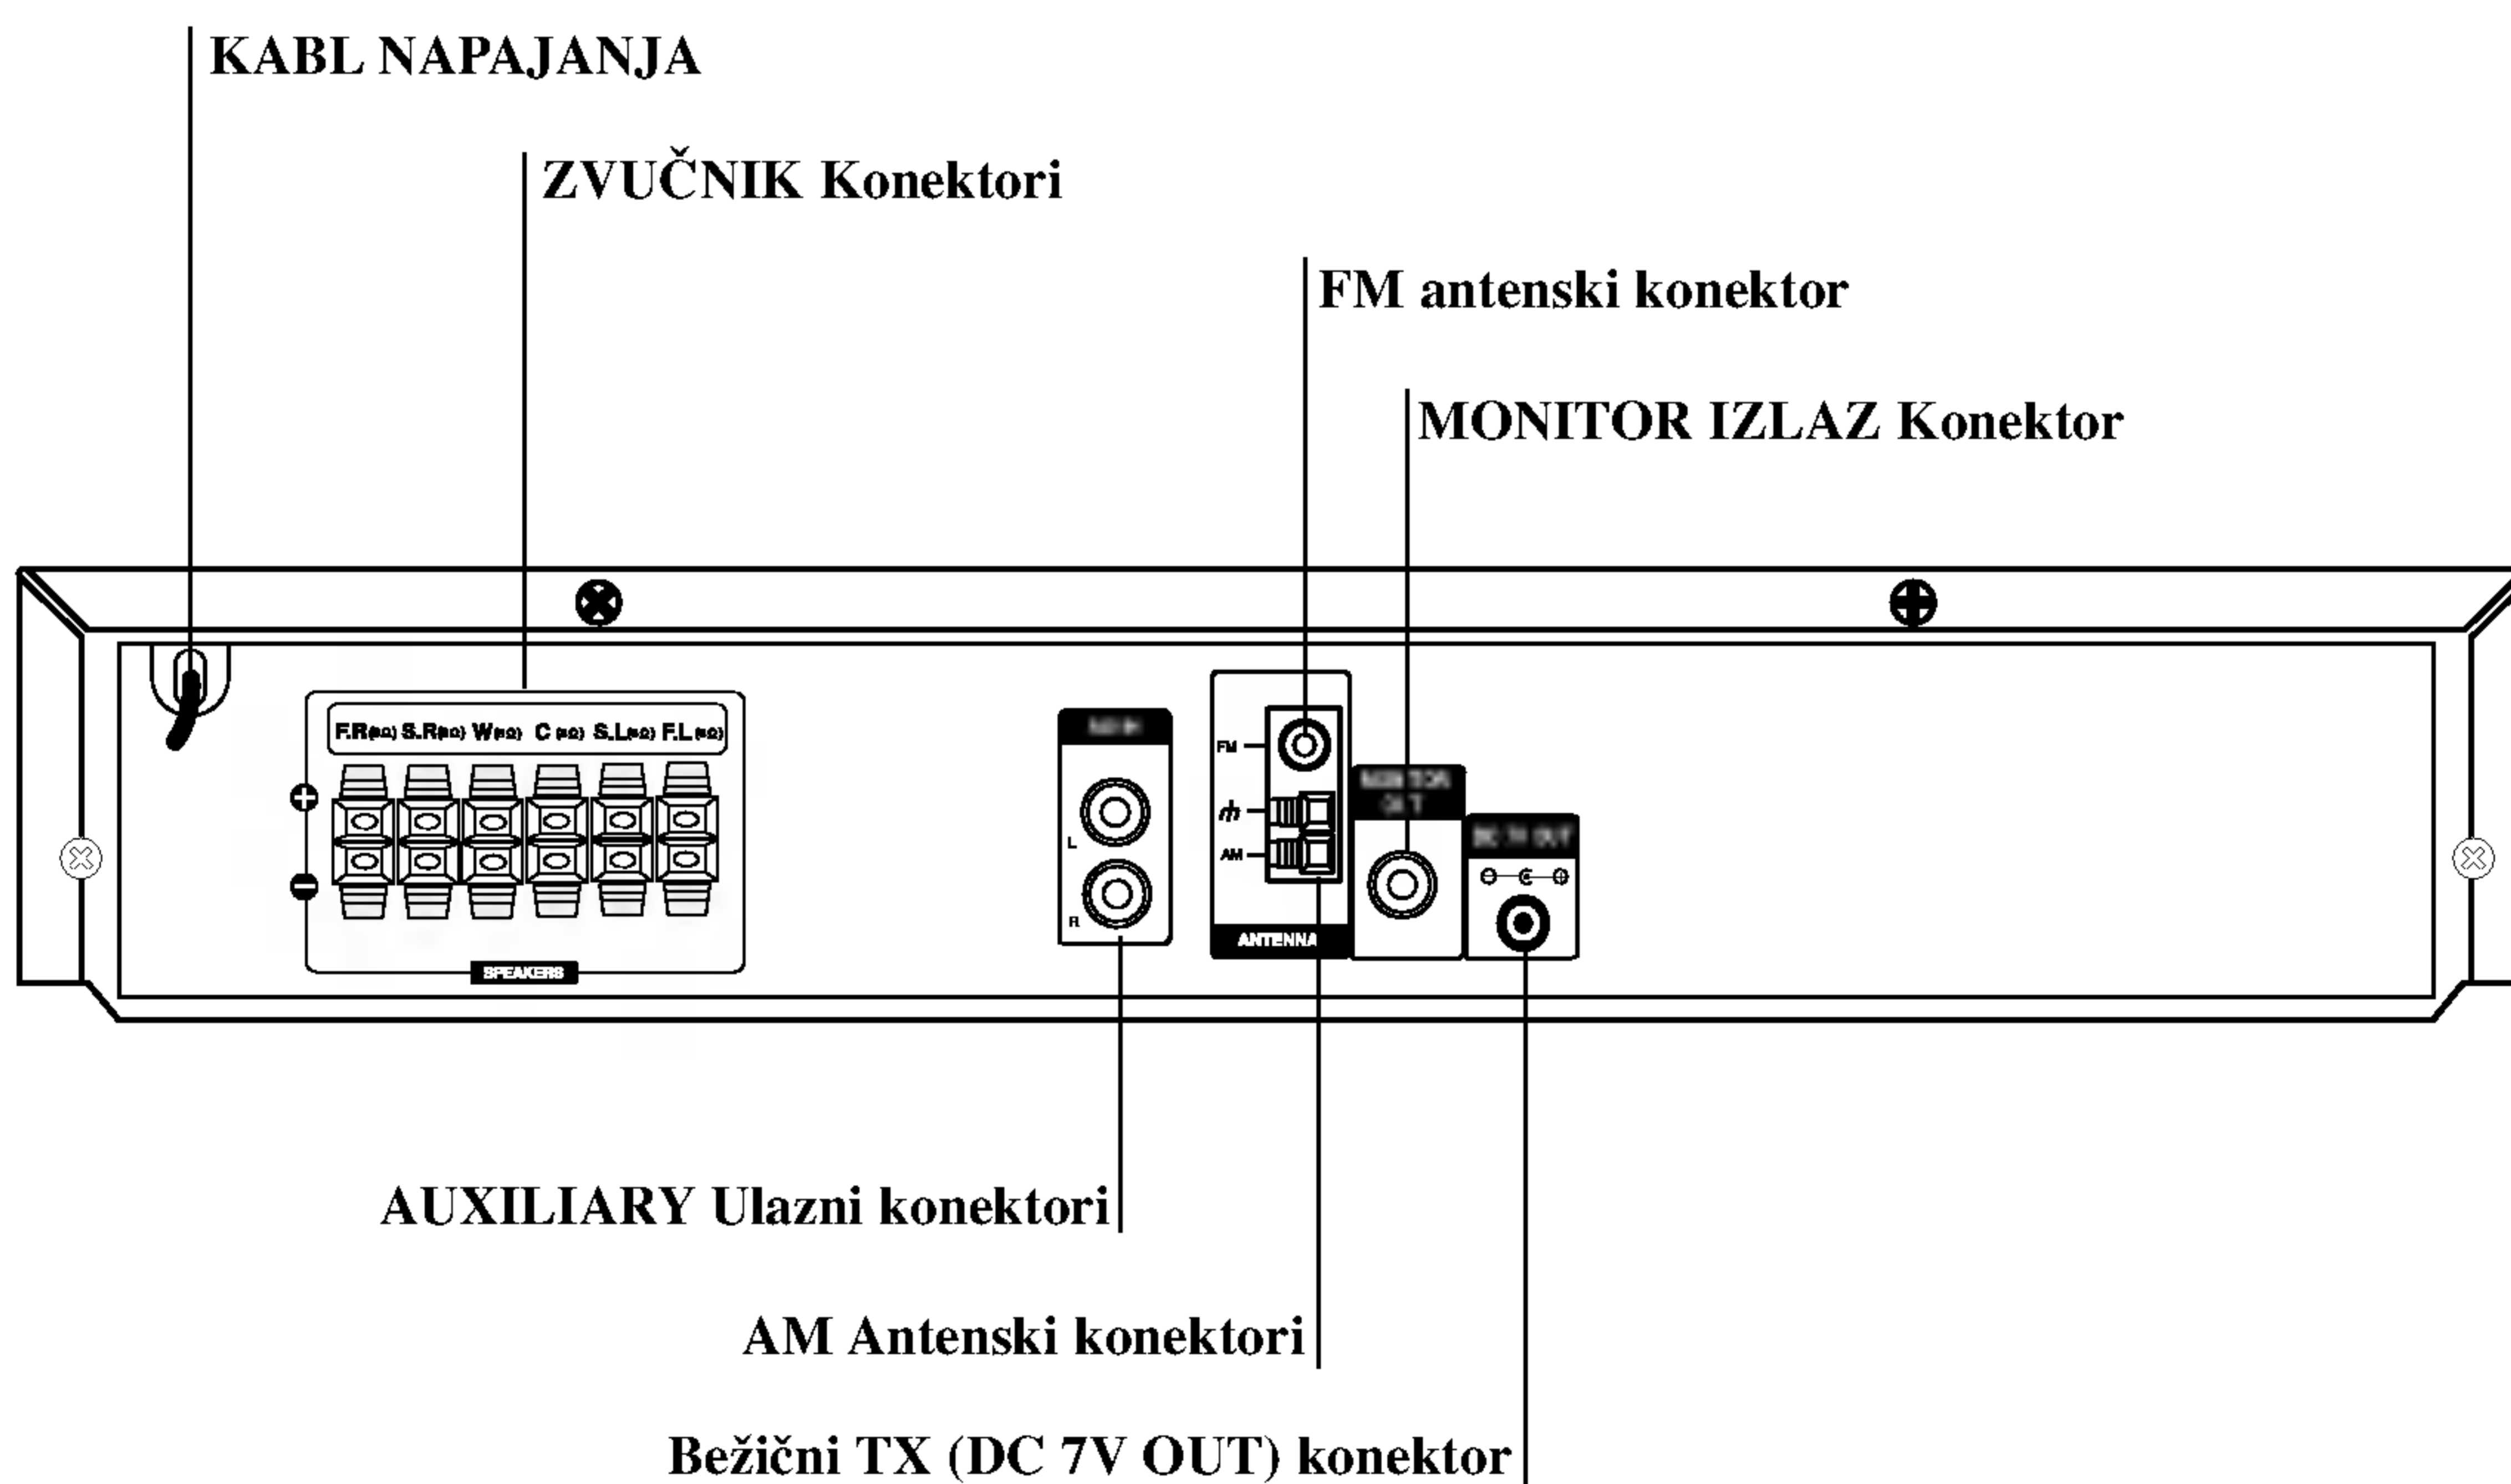 KABL NAPAJANJA
ZVUČNIK Konektori
FM antenski konektor
MONITOR IZLAZ Konektor
F.R S.R W C S.L F.L
FM
L
AM
R
ANTENNA
SPEAKERS
AUXILIARY Ulazni konektori
AM Antenski konektori
Bežični TX (DC 7V OUT) konektor